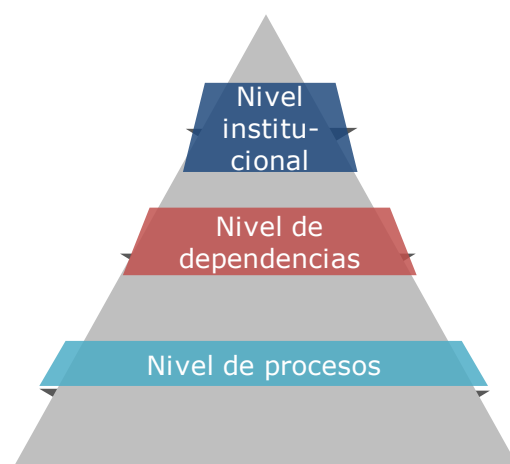 Nivel
institu-
cional
Nivel de
dependencias
Nivel de procesos